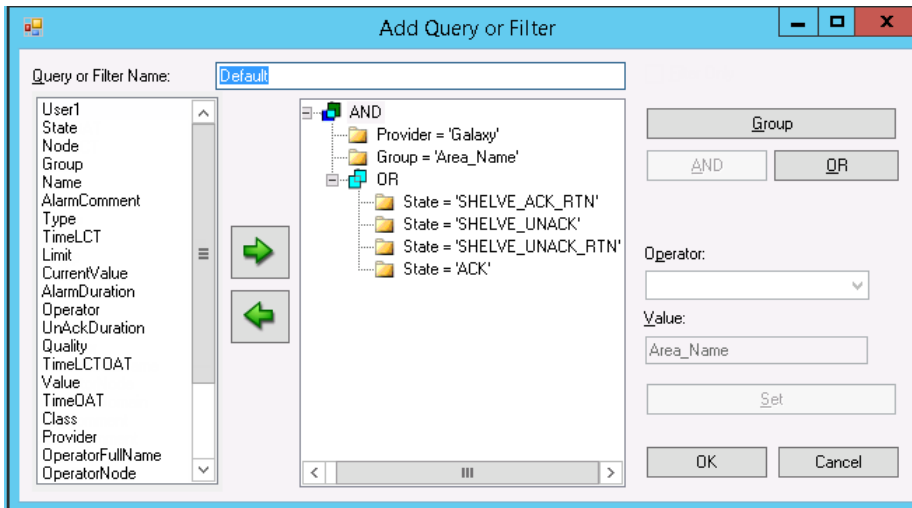 Add Query or Filter
Query or Filter Name:
Default
User1
State
Node
Group
Name
AlarmComment
Type
TimeLCT
Limit
CurrentValue
AlarmDuration
Operator
UnAckDuration
Quality
TimeLCTOAT
Value
TimeOAT
Class
Provider
OperatorFullName
OperatorNode
AND
Provider = 'Galaxy'
Group = 'Area_Name'
OR
State = 'SHELVE_ACK_RTN'
State = 'SHELVE_UNACK'
State = 'SHELVE_UNACK_RTN'
State = 'ACK'
Group
AND
OR
Operator:
Value:
Area_Name
Set
OK
Cancel